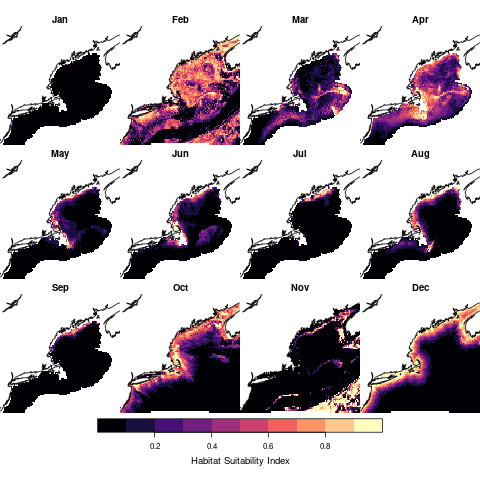 Jan Feb Mar Apr
May Jun Jul Aug
Sep Oct Nov Dec
0.2 0.4 0.6 0.8
Habitat Suitability Index